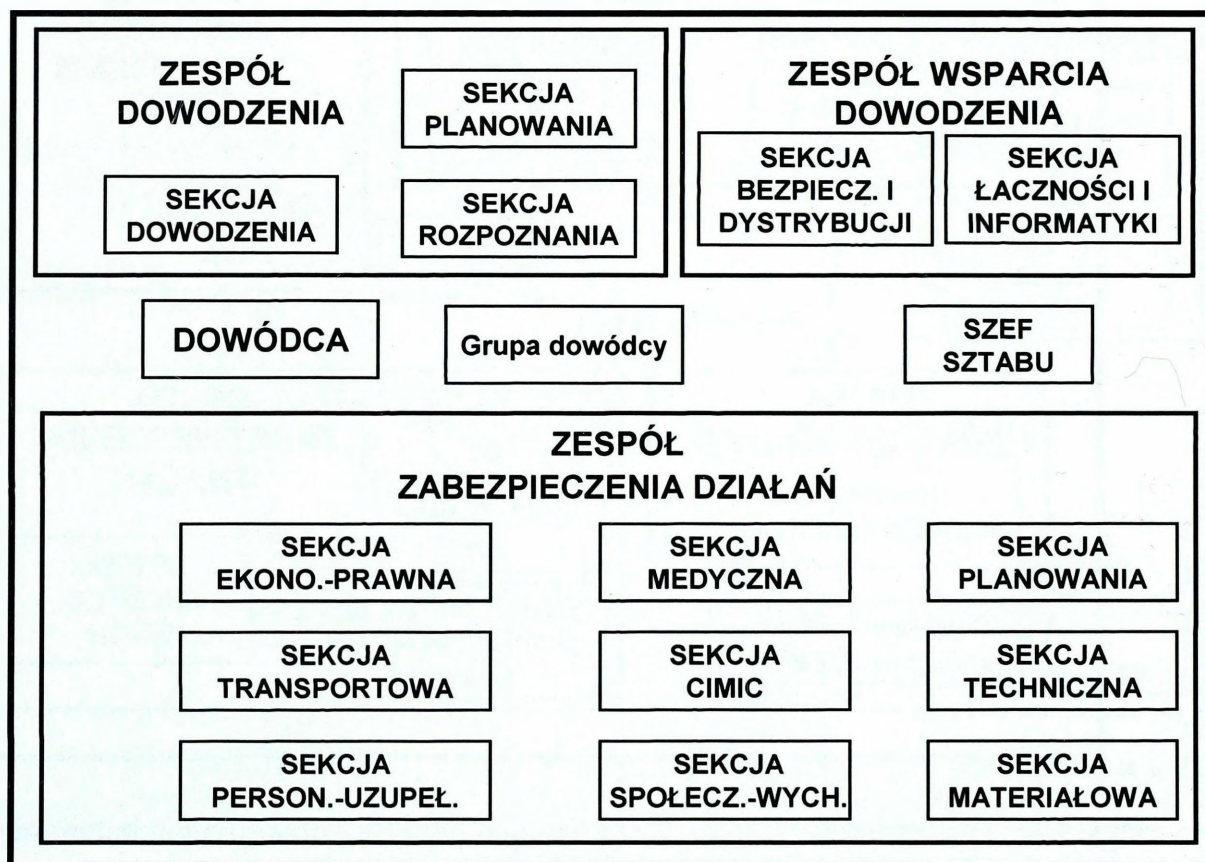 ZESPÓŁ
DOWODZENIA
SEKCJA
PLANOWANIA
SEKCJA
DOWODZENIA
SEKCJA
ROZPOZNANIA
ZESPÓŁ WSPARCIA
DOWODZENIA
SEKCJA
BEZPIECZ. I
DYSTRYBUCJI
SEKCJA
ŁACZNOŚCI I
INFORMATYKI
DOWÓDCA
Grupa dowódcy
SZEF
SZTABU
ZESPÓŁ
ZABEZPIECZENIA DZIAŁAŃ
SEKCJA
EKONO.-PRAWNA
SEKCJA
MEDYCZNA
SEKCJA
PLANOWANIA
SEKCJA
TRANSPORTOWA
SEKCJA
CIMIC
SEKCJA
TECHNICZNA
SEKCJA
PERSON.-UZUPEŁ.
SEKCJA
SPOŁECZ.-WYCH.
SEKCJA
MATERIAŁOWA